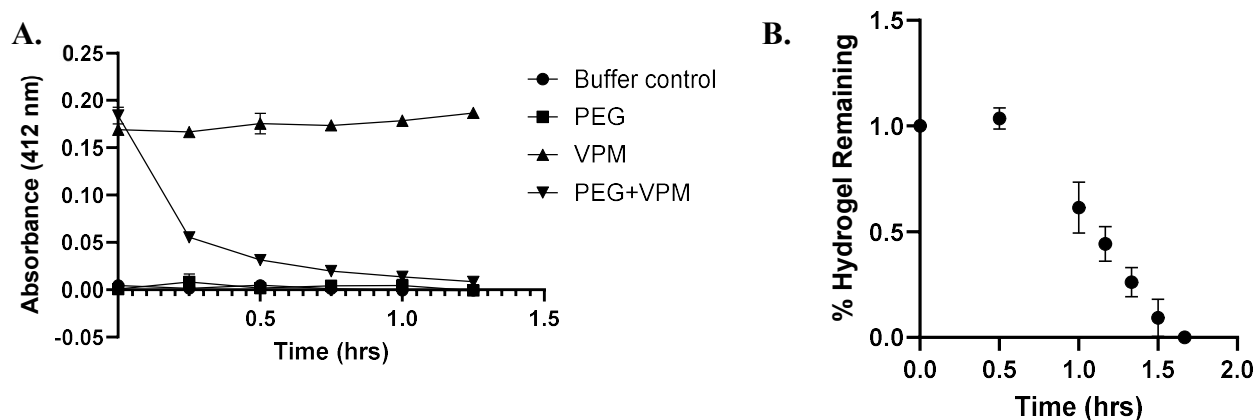 A.
Absorbance (412 nm)
0.25
0.20
0.15
0.10
0.05
0.00
-0.05
0.5
1.0
1.5
Time (hrs)
Buffer control
PEG
VPM
PEG+VPM
B.
% Hydrogel Remaining
1.5
1.0
0.5
0.0
0.0
0.5
1.0
1.5
2.0
Time (hrs)